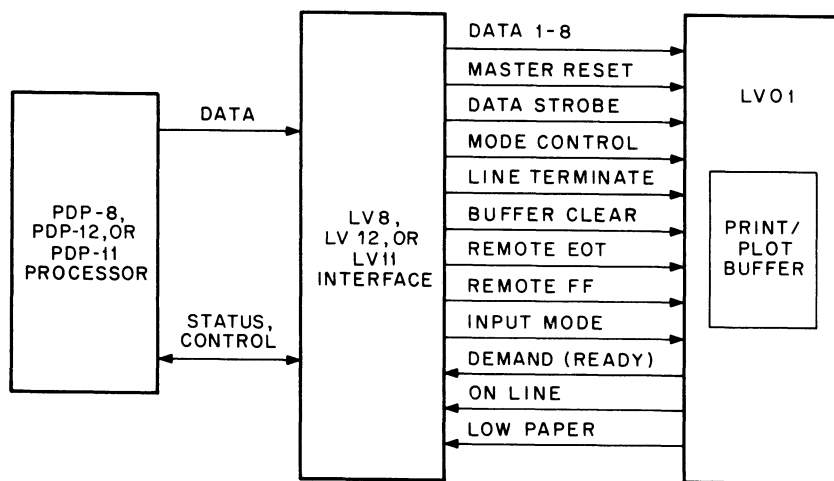 PDP-8,
PDP-12, OR
PDP-11
PROCESSOR
DATA
STATUS,
CONTROL
LV8,
LV 12, OR
LV11
INTERFACE
DATA 1-8
MASTER RESET
DATA STROBE
MODE CONTROL
LINE TERMINATE
BUFFER CLEAR
REMOTE EOT
REMOTE FF
INPUT MODE
DEMAND (READY)
ON LINE
LOW PAPER
LV01
PRINT/
PLOT
BUFFER